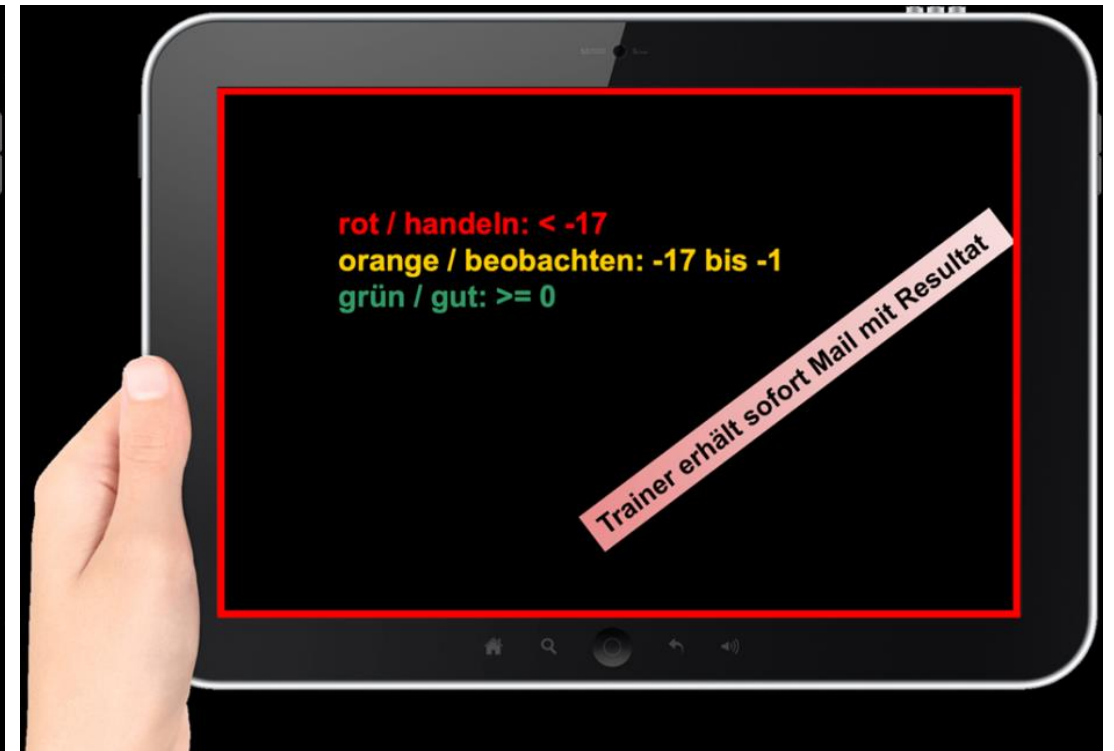 rot / handeln: < -17
orange / beobachten: -17 bis -1
grün / gut: >= 0
Trainer erhält sofort Mail mit Resultat